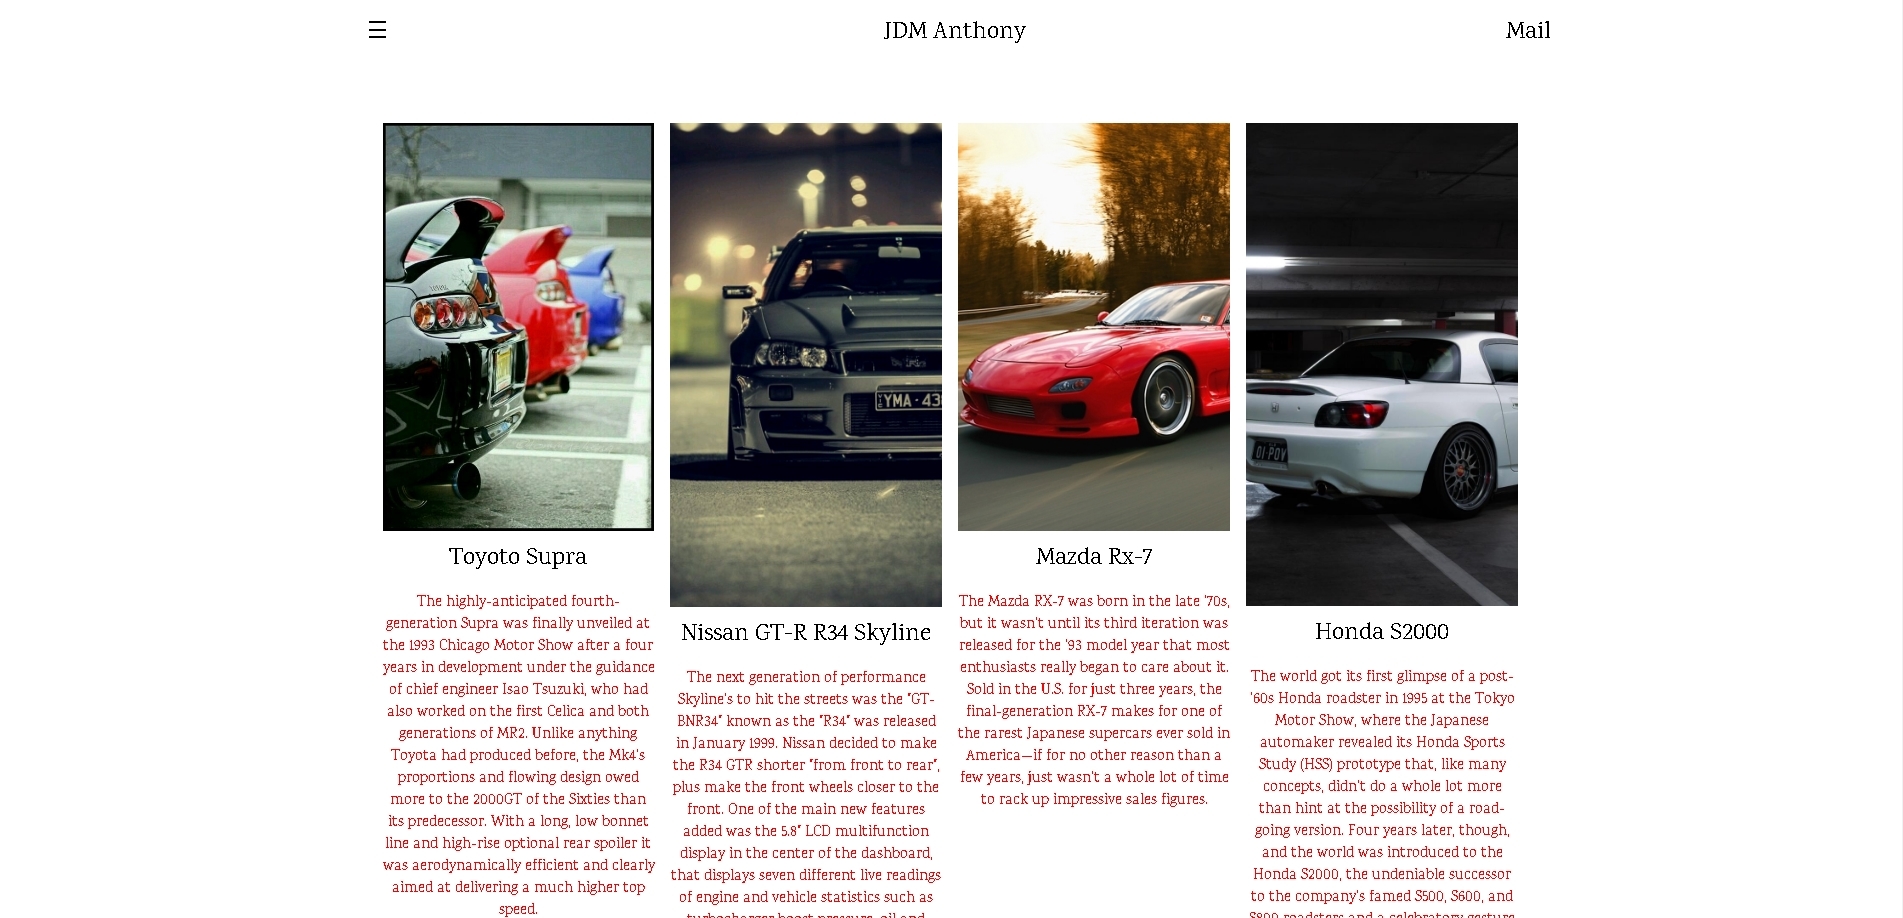 JDM Anthony
Mail
YMA·43
01·POV
Toyoto Supra
The highly-anticipated fourth-
generation Supra was finally unveiled at
the 1993 Chicago Motor Show after a four
years in development under the guidance
of chief engineer Isao Tsuzuki, who had
also worked on the first Celica and both
generations of MR2. Unlike anything
Toyota had produced before, the Mk4's
proportions and flowing design owed
more to the 2000GT of the Sixties than
its predecessor. With a long, low bonnet
line and high-rise optional rear spoiler it
was aerodynamically efficient and clearly
aimed at delivering a much higher top
speed.
Nissan GT-R R34 Skyline
The next generation of performance
Skyline's to hit the streets was the "GT-
BNR34" known as the "R34" was released
in January 1999. Nissan decided to make
the R34 GTR shorter "from front to rear",
plus make the front wheels closer to the
front. One of the main new features
added was the 5.8" LCD multifunction
display in the center of the dashboard,
that displays seven different live readings
of engine and vehicle statistics such as
turbocharger boost pressure, oil and
Mazda Rx-7
The Mazda RX-7 was born in the late '70s,
but it wasn't until its third iteration was
released for the '93 model year that most
enthusiasts really began to care about it.
Sold in the U.S. for just three years, the
final-generation RX-7 makes for one of
the rarest Japanese supercars ever sold in
America—if for no other reason than a
few years, just wasn't a whole lot of time
to rack up impressive sales figures.
Honda S2000
The world got its first glimpse of a post-
'60s Honda roadster in 1995 at the Tokyo
Motor Show, where the Japanese
automaker revealed its Honda Sports
Study (HSS) prototype that, like many
concepts, didn't do a whole lot more
than hint at the possibility of a road-
going version. Four years later, though,
and the world was introduced to the
Honda S2000, the undeniable successor
to the company's famed S500, S600, and
S800 roadsters and a celebratory gesture